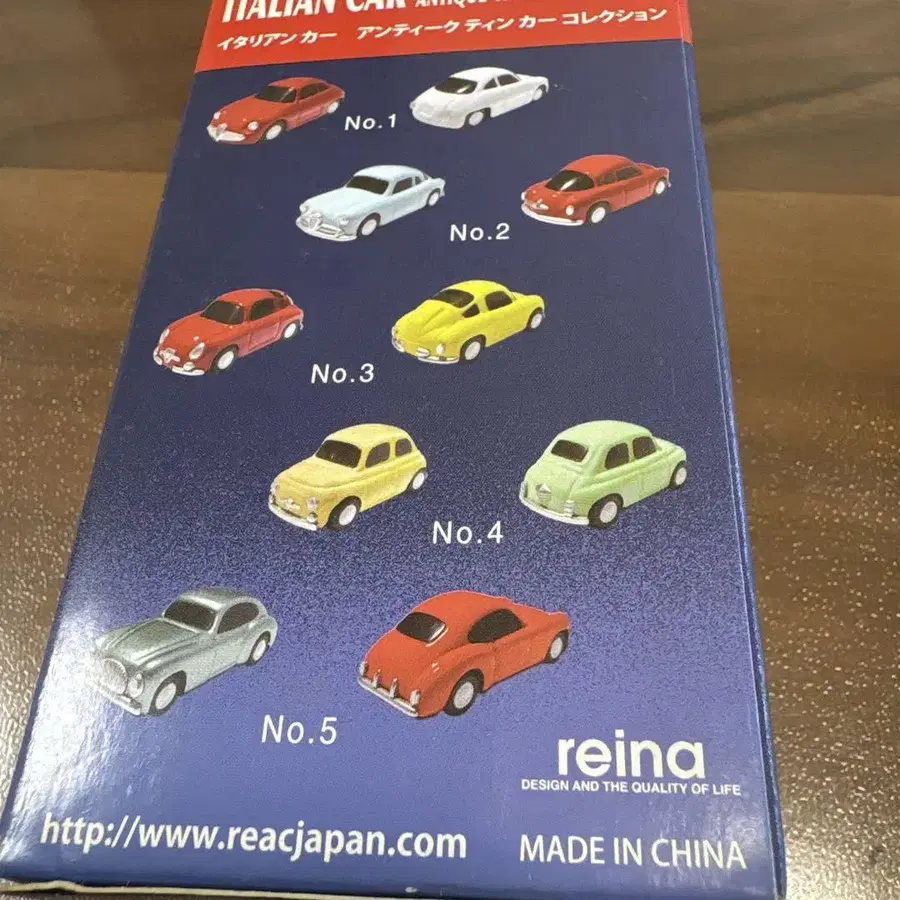 ITALIAN CAR ANTIQUE
イタリアン カー アンティーク ティン カー コレクション
No.1
No.2
No.3
No.4
No.5
reina
DESIGN AND THE QUALITY OF LIFE
http://www.reacjapan.com
MADE IN CHINA